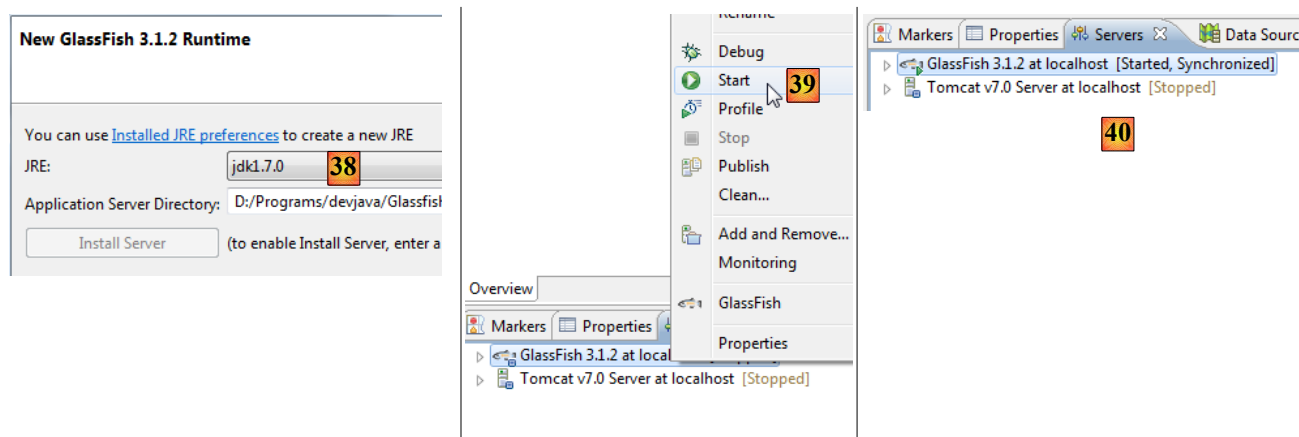 New GlassFish 3.1.2 Runtime
You can use Installed JRE preferences to create a new JRE
JRE: jdk1.7.0 38
Application Server Directory: D:/Programs/devjava/Glassfish
Install Server (to enable Install Server, enter a
Rename
Debug
Start 39
Profile
Stop
Publish
Clean...
Add and Remove...
Monitoring
GlassFish
Properties
Overview
Markers Properties
GlassFish 3.1.2 at local
Tomcat v7.0 Server at localhost [Stopped]
Markers Properties Servers Data Sourc
GlassFish 3.1.2 at localhost [Started, Synchronized]
Tomcat v7.0 Server at localhost [Stopped]
40